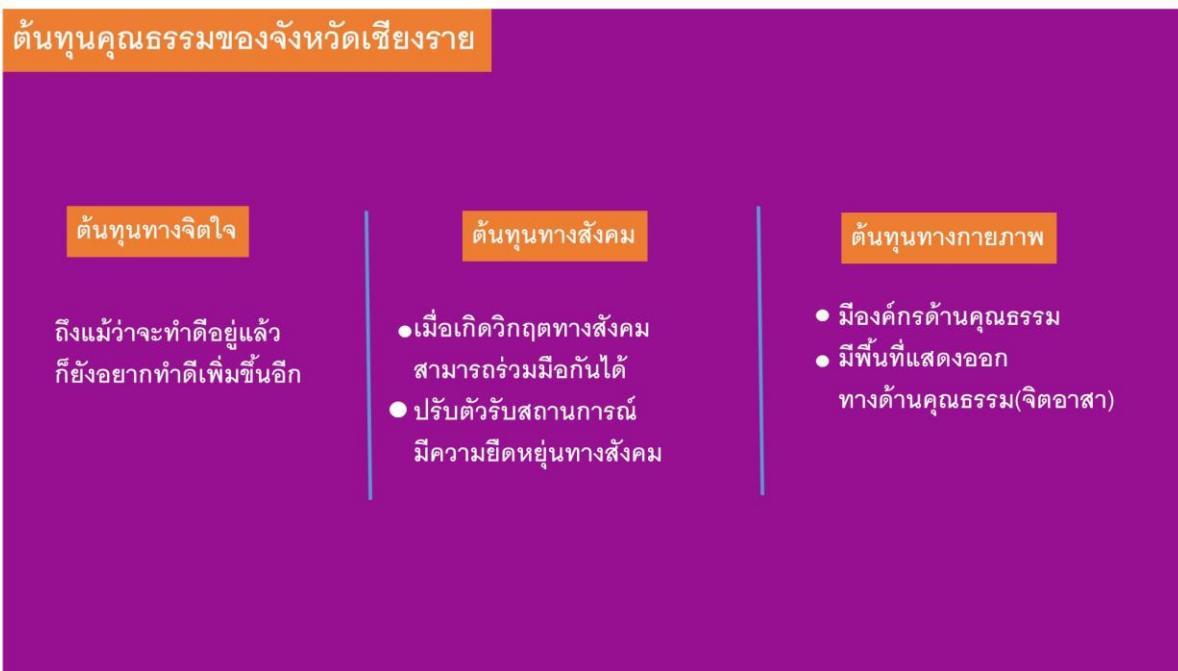 ต้นทุนคุณธรรมของจังหวัดเชียงราย
ต้นทุนทางจิตใจ
ถึงแม้ว่าจะทำดีอยู่แล้ว
ก็ยังอยากทำดีเพิ่มขึ้นอีก
ต้นทุนทางสังคม
●เมื่อเกิดวิกฤตทางสังคม
สามารถร่วมมือกันได้
● ปรับตัวรับสถานการณ์
มีความยืดหยุ่นทางสังคม
ต้นทุนทางกายภาพ
● มีองค์กรด้านคุณธรรม
● มีพื้นที่แสดงออก
ทางด้านคุณธรรม(จิตอาสา)